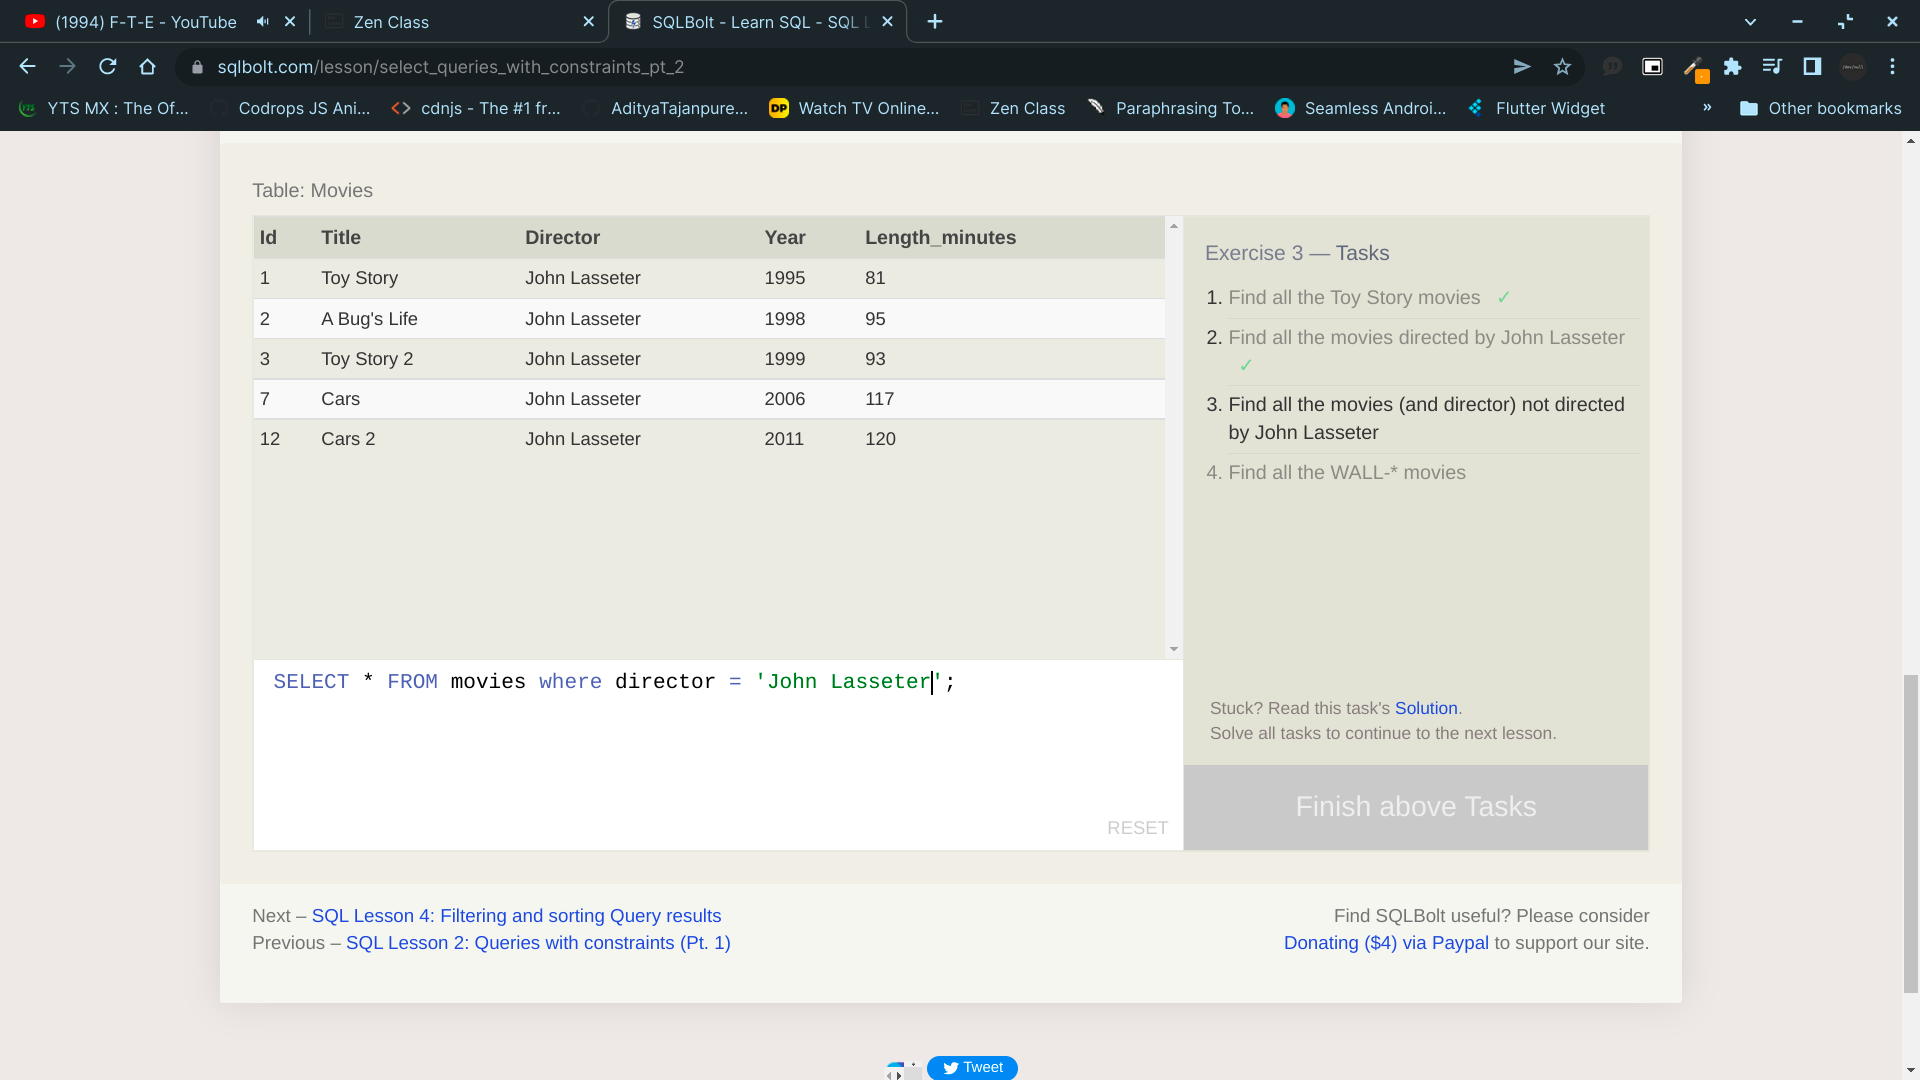 (1994) F-T-E - YouTube
Zen Class
SQLBolt - Learn SQL - SQL L
sqlbolt.com/lesson/select_queries_with_constraints_pt_2
YTS MX : The Of...
Codrops JS Ani...
cdnjs - The #1 fr...
AdityaTajanpure...
DP Watch TV Online...
Zen Class
Paraphrasing To...
Seamless Androi...
Flutter Widget
» Other bookmarks
Table: Movies
Id Title Director Year Length_minutes
1 Toy Story John Lasseter 1995 81
2 A Bug's Life John Lasseter 1998 95
3 Toy Story 2 John Lasseter 1999 93
7 Cars John Lasseter 2006 117
12 Cars 2 John Lasseter 2011 120
Exercise 3 — Tasks
1. Find all the Toy Story movies ✓
2. Find all the movies directed by John Lasseter
✓
3. Find all the movies (and director) not directed
by John Lasseter
4. Find all the WALL-* movies
SELECT * FROM movies where director = 'John Lasseter';
RESET
Stuck? Read this task's Solution.
Solve all tasks to continue to the next lesson.
Finish above Tasks
Next – SQL Lesson 4: Filtering and sorting Query results
Previous – SQL Lesson 2: Queries with constraints (Pt. 1)
Find SQLBolt useful? Please consider
Donating ($4) via Paypal to support our site.
Tweet